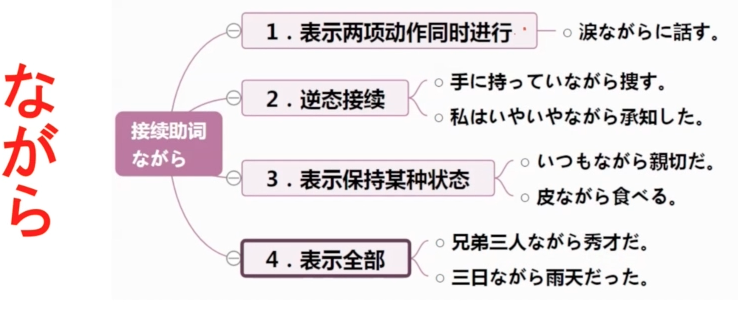 ながら
接续助词
ながら
1．表示两项动作同时进行
涙ながらに話す。
2．逆态接续
手に持っていながら捜す。
私はいやいやながら承知した。
3．表示保持某种状态
いつもながら親切だ。
皮ながら食べる。
4．表示全部
兄弟三人ながら秀才だ。
三日ながら雨天だった。